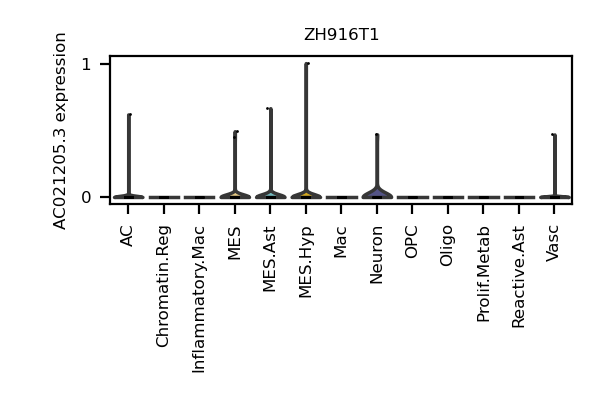 ZH916T1
AC021205.3 expression
1
0
AC
Chromatin.Reg
Inflammatory.Mac
MES
MES.Ast
MES.Hyp
Mac
Neuron
OPC
Oligo
Prolif.Metab
Reactive.Ast
Vasc